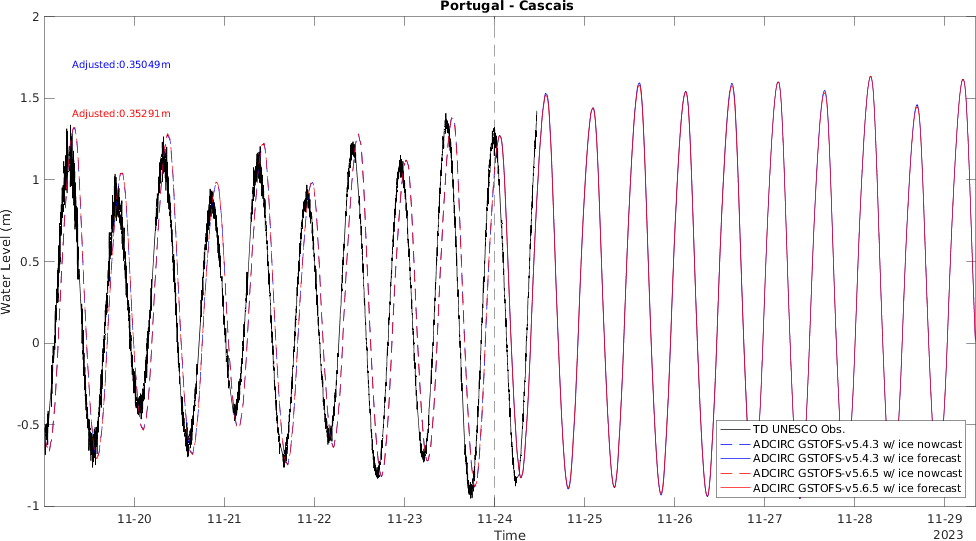 Portugal - Cascais
2
1.5
1
0.5
0
-0.5
-1
Water Level (m)
Adjusted:0.35049m
Adjusted:0.35291m
TD UNESCO Obs.
ADCIRC GSTOFS-v5.4.3 w/ ice nowcast
ADCIRC GSTOFS-v5.4.3 w/ ice forecast
ADCIRC GSTOFS-v5.6.5 w/ ice nowcast
ADCIRC GSTOFS-v5.6.5 w/ ice forecast
11-20 11-21 11-22 11-23 11-24 11-25 11-26 11-27 11-28 11-29
Time
2023